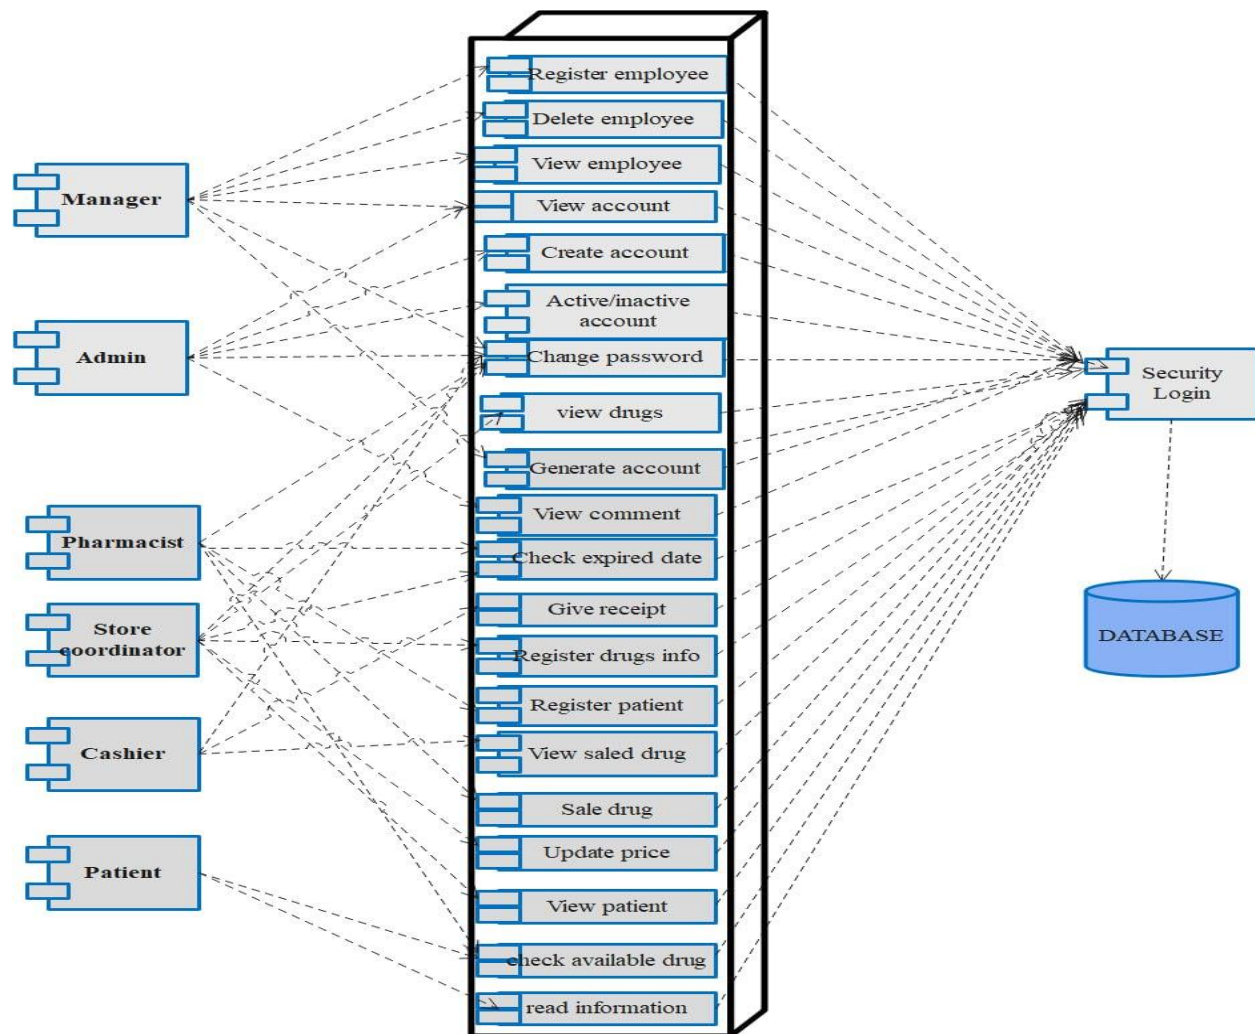 Manager
Admin
Pharmacist
Store
coordinator
Cashier
Patient
Register employee
Delete employee
View employee
View account
Create account
Active/inactive
account
Change password
view drugs
Generate account
View comment
Check expired date
Give receipt
Register drugs info
Register patient
View saled drug
Sale drug
Update price
View patient
check available drug
read information
Security
Login
DATABASE